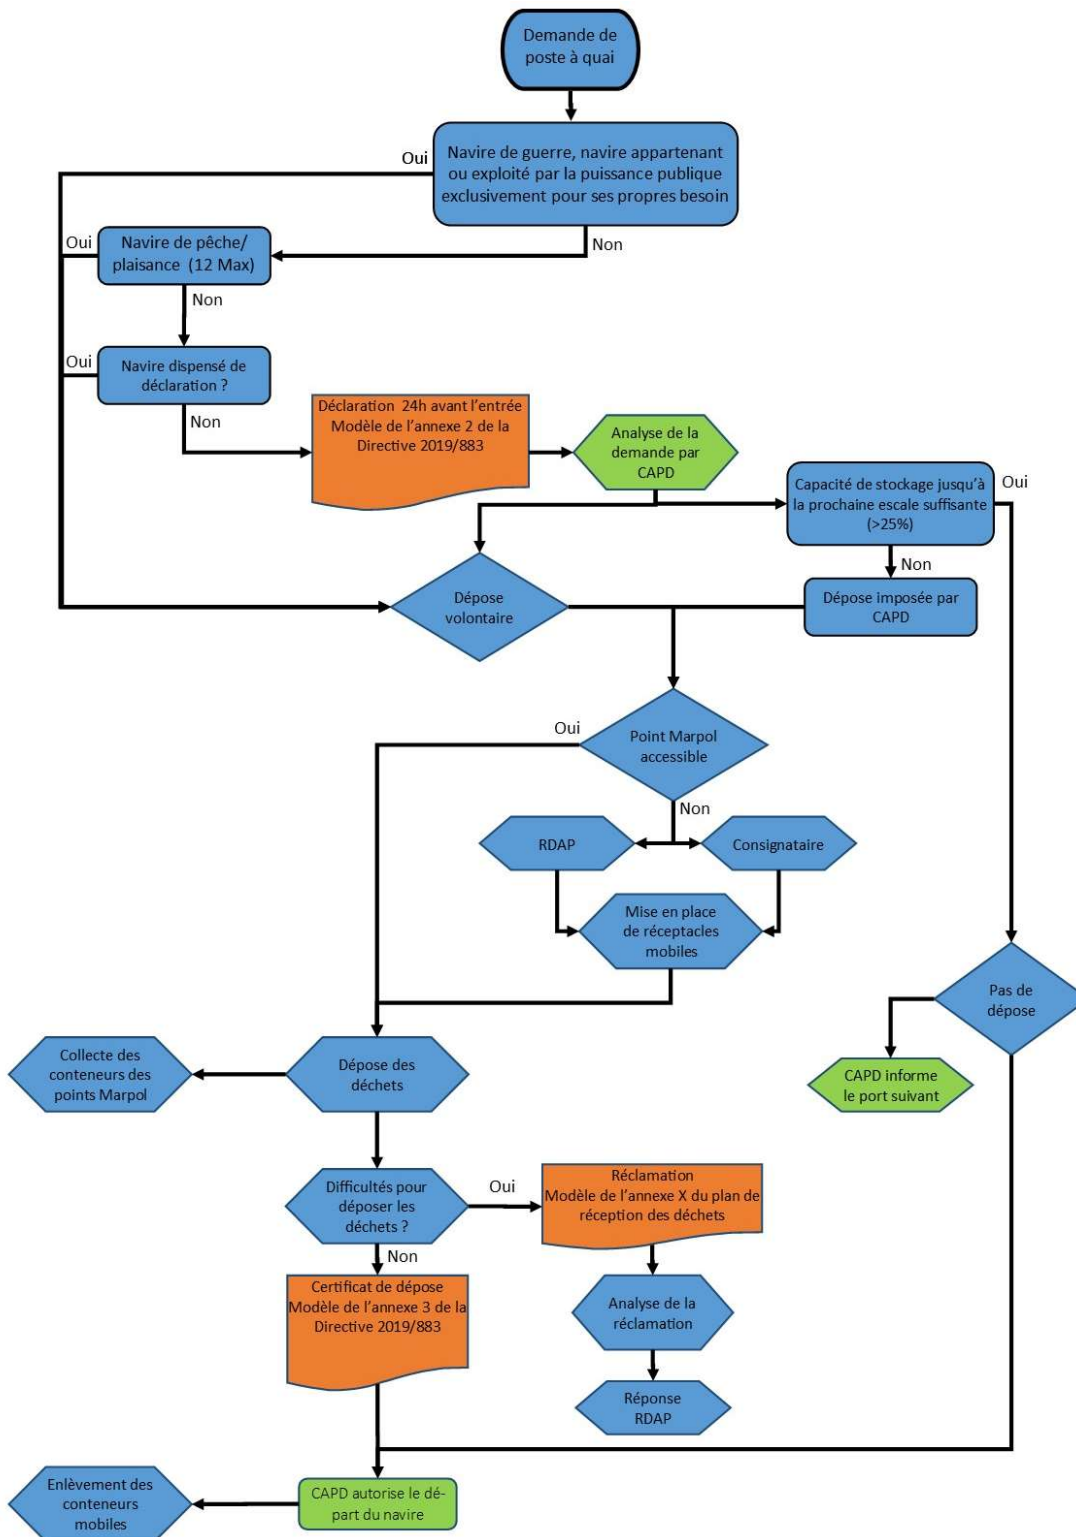 Demande de
poste à quai
Oui
Navire de guerre, navire appartenant
ou exploité par la puissance publique
exclusivement pour ses propres besoin
Oui
Navire de pêche/
plaisance (12 Max)
Non
Non
Oui
Navire dispensé de
déclaration ?
Non
Déclaration 24h avant l'entrée
Modèle de l'annexe 2 de la
Directive 2019/883
Analyse de la
demande par
CAPD
Capacité de stockage jusqu'à
la prochaine escale suffisante
(>25%)
Oui
Non
Dépose
volontaire
Dépose imposée par
CAPD
Oui
Point Marpol
accessible
Non
RDAP
Consignataire
Mise en place
de réceptacles
mobiles
Pas de
dépose
Collecte des
conteneurs des
points Marpol
Dépose des
déchets
CAPD informe
le port suivant
Difficultés pour
déposer les
déchets ?
Oui
Réclamation
Modèle de l'annexe X du plan de
réception des déchets
Non
Certificat de dépose
Modèle de l'annexe 3 de la
Directive 2019/883
Analyse de la
réclamation
Réponse
RDAP
Enlèvement des
conteneurs
mobiles
CAPD autorise le dé-
part du navire